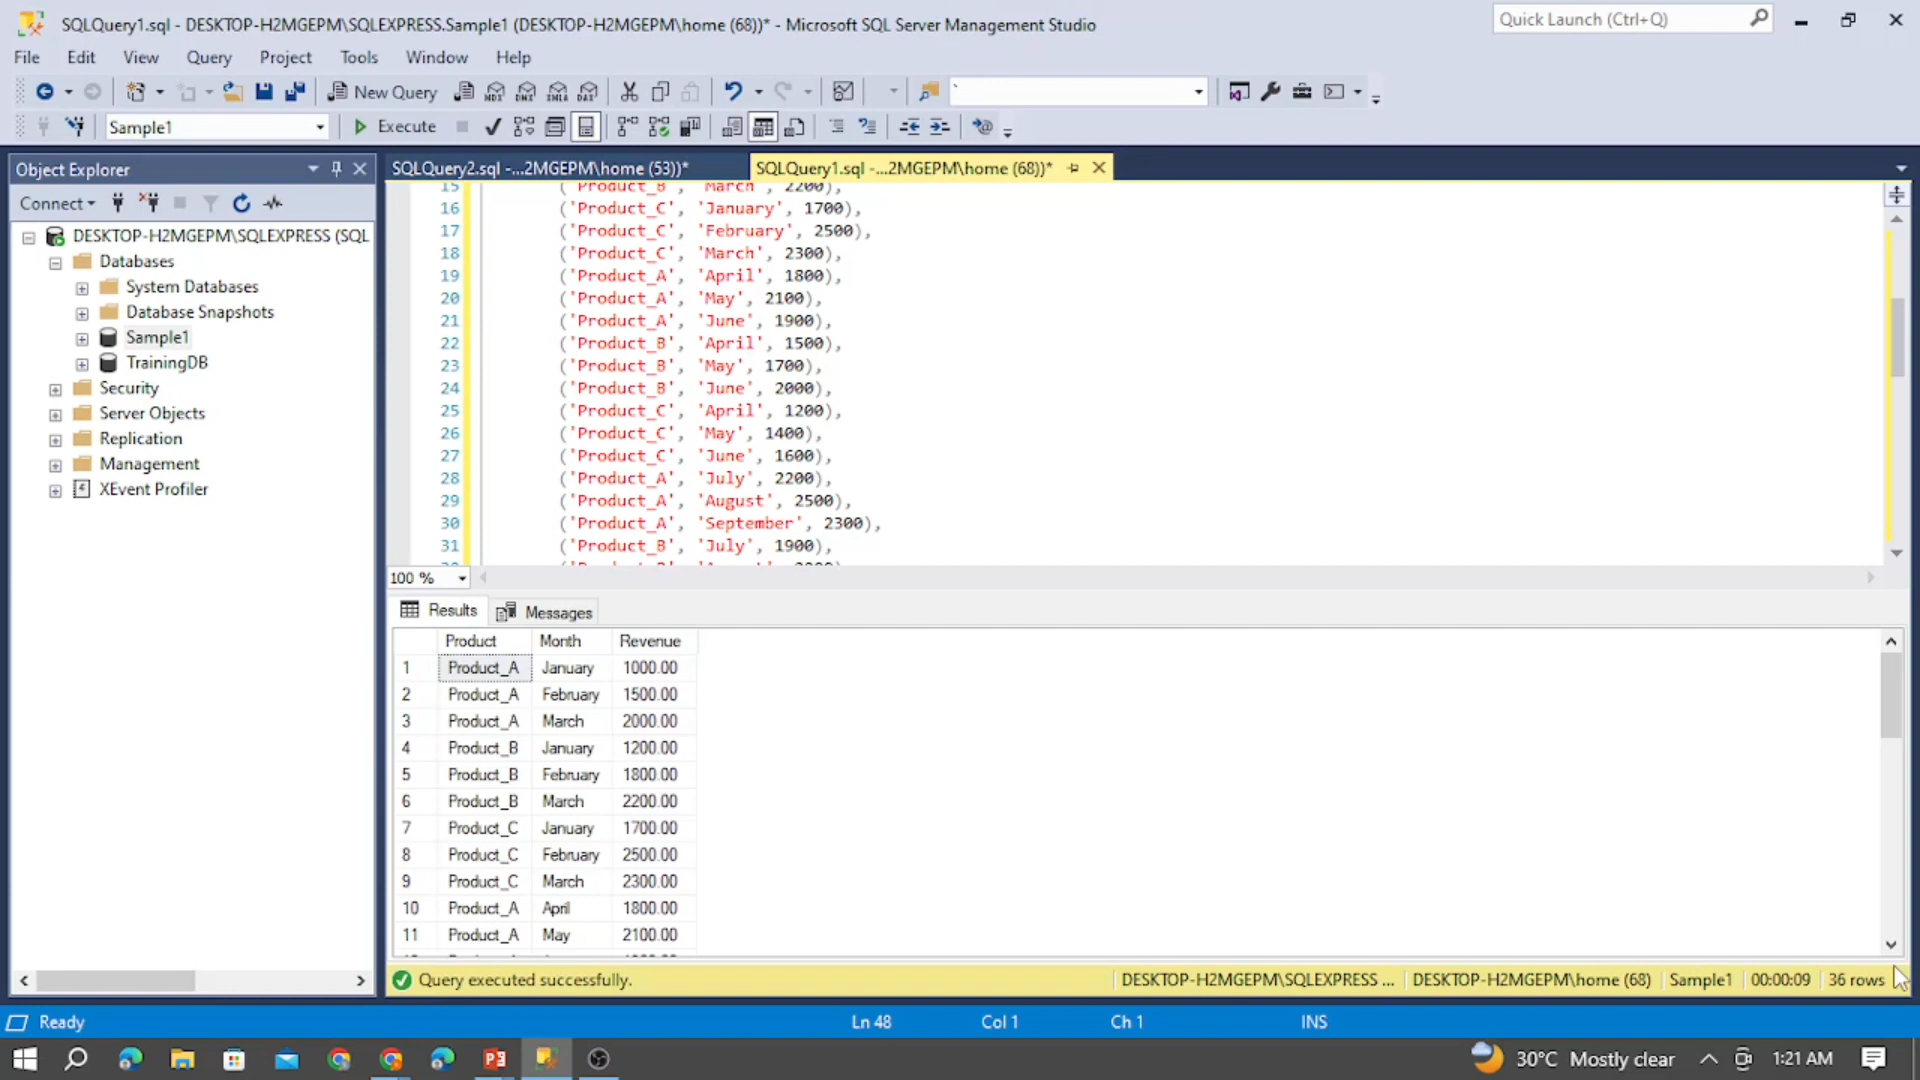 SQLQuery1.sql - DESKTOP-H2MGEPM\SQLEXPRESS.Sample1 (DESKTOP-H2MGEPM\home (68))* - Microsoft SQL Server Management Studio
Quick Launch (Ctrl+Q)
File Edit View Query Project Tools Window Help
New Query
Sample1
Execute
Object Explorer
Connect
DESKTOP-H2MGEPM\SQLEXPRESS (SQL
Databases
System Databases
Database Snapshots
Sample1
TrainingDB
Security
Server Objects
Replication
Management
XEvent Profiler
SQLQuery2.sql -...2MGEPM\home (53))*
SQLQuery1.sql -...2MGEPM\home (68))*
15 ('Product_B', 'March', 2200),
16 ('Product_C', 'January', 1700),
17 ('Product_C', 'February', 2500),
18 ('Product_C', 'March', 2300),
19 ('Product_A', 'April', 1800),
20 ('Product_A', 'May', 2100),
21 ('Product_A', 'June', 1900),
22 ('Product_B', 'April', 1500),
23 ('Product_B', 'May', 1700),
24 ('Product_B', 'June', 2000),
25 ('Product_C', 'April', 1200),
26 ('Product_C', 'May', 1400),
27 ('Product_C', 'June', 1600),
28 ('Product_A', 'July', 2200),
29 ('Product_A', 'August', 2500),
30 ('Product_A', 'September', 2300),
31 ('Product_B', 'July', 1900),
100 %
Results Messages
Product Month Revenue
1 Product_A January 1000.00
2 Product_A February 1500.00
3 Product_A March 2000.00
4 Product_B January 1200.00
5 Product_B February 1800.00
6 Product_B March 2200.00
7 Product_C January 1700.00
8 Product_C February 2500.00
9 Product_C March 2300.00
10 Product_A April 1800.00
11 Product_A May 2100.00
Query executed successfully.
DESKTOP-H2MGEPM\SQLEXPRESS ... DESKTOP-H2MGEPM\home (68) Sample1 00:00:09 36 rows
Ready
Ln 48 Col 1 Ch 1 INS
30°C Mostly clear
1:21 AM